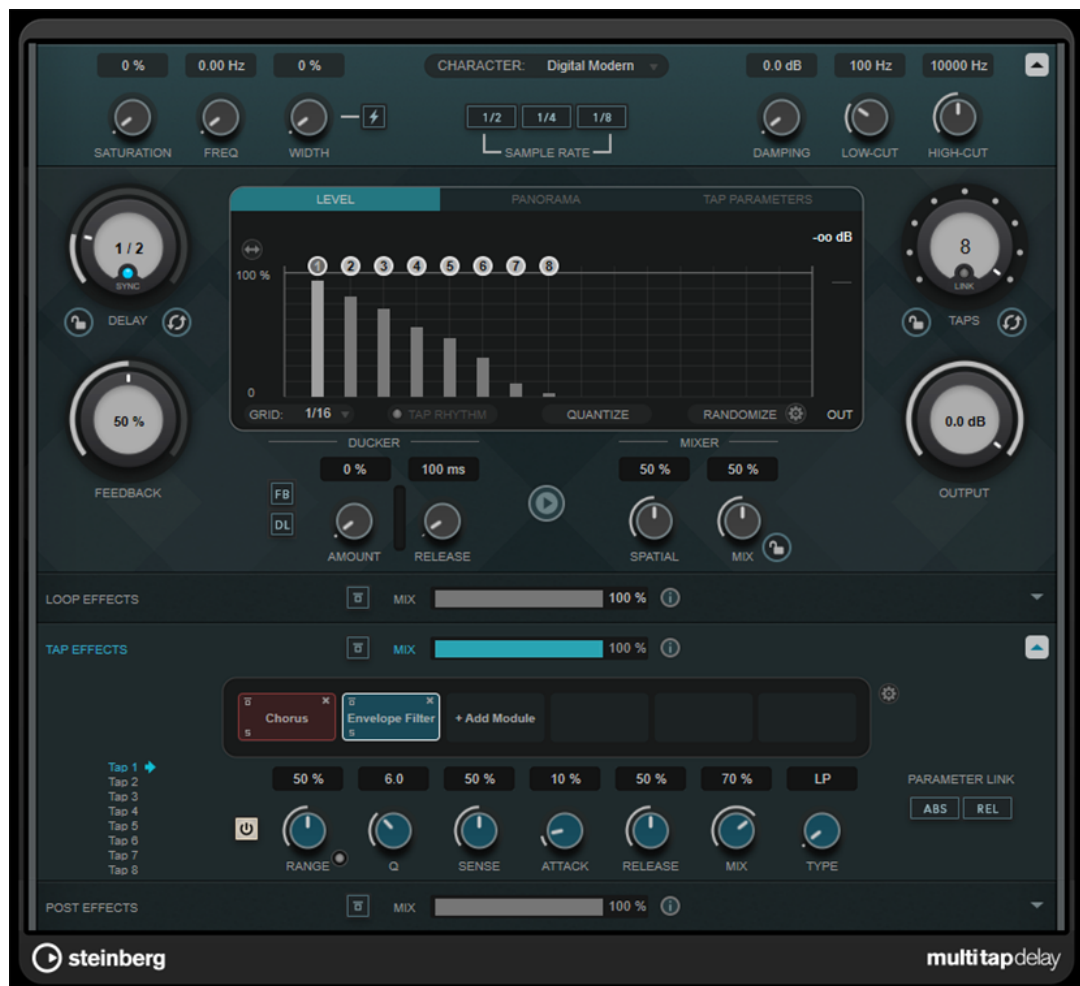 0 % 0.00 Hz 0 % CHARACTER: Digital Modern 0.0 dB 100 Hz 10000 Hz
1/2 1/4 1/8
SATURATION FREQ WIDTH SAMPLE RATE DAMPING LOW-CUT HIGH-CUT
LEVEL PANORAMA TAP PARAMETERS
-oo dB
1 / 2 8
SYNC LINK
100 % 1 2 3 4 5 6 7 8
DELAY TAPS
0
GRID: 1/16 TAP RHYTHM QUANTIZE RANDOMIZE OUT
50 % 0.0 dB
DUCKER MIXER
0 % 100 ms 50 % 50 %
FEEDBACK OUTPUT
FB
DL
AMOUNT RELEASE SPATIAL MIX
LOOP EFFECTS MIX 100 %
TAP EFFECTS MIX 100 %
Chorus Envelope Filter + Add Module
S S
Tap 1
Tap 2
Tap 3
Tap 4
Tap 5
Tap 6
Tap 7
Tap 8
50 % 6.0 50 % 10 % 50 % 70 % LP
PARAMETER LINK
ABS REL
RANGE Q SENSE ATTACK RELEASE MIX TYPE
POST EFFECTS MIX 100 %
steinberg multitapdelay